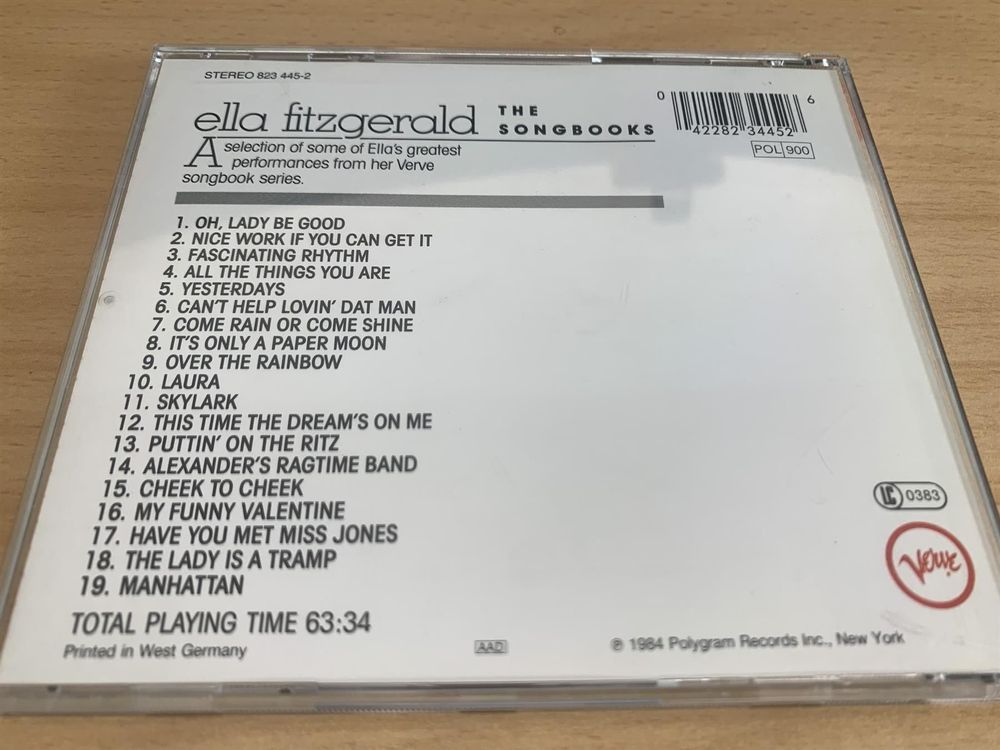 STEREO 823 445-2
ella fitzgerald THE SONGBOOKS
A selection of some of Ella's greatest
performances from her Verve
songbook series.
0 42282 34452 6
POL 900
1. OH, LADY BE GOOD
2. NICE WORK IF YOU CAN GET IT
3. FASCINATING RHYTHM
4. ALL THE THINGS YOU ARE
5. YESTERDAYS
6. CAN'T HELP LOVIN' DAT MAN
7. COME RAIN OR COME SHINE
8. IT'S ONLY A PAPER MOON
9. OVER THE RAINBOW
10. LAURA
11. SKYLARK
12. THIS TIME THE DREAM'S ON ME
13. PUTTIN' ON THE RITZ
14. ALEXANDER'S RAGTIME BAND
15. CHEEK TO CHEEK
16. MY FUNNY VALENTINE
17. HAVE YOU MET MISS JONES
18. THE LADY IS A TRAMP
19. MANHATTAN
LC 0383
Verve
TOTAL PLAYING TIME 63:34
Printed in West Germany
AAD
℗ 1984 Polygram Records Inc., New York